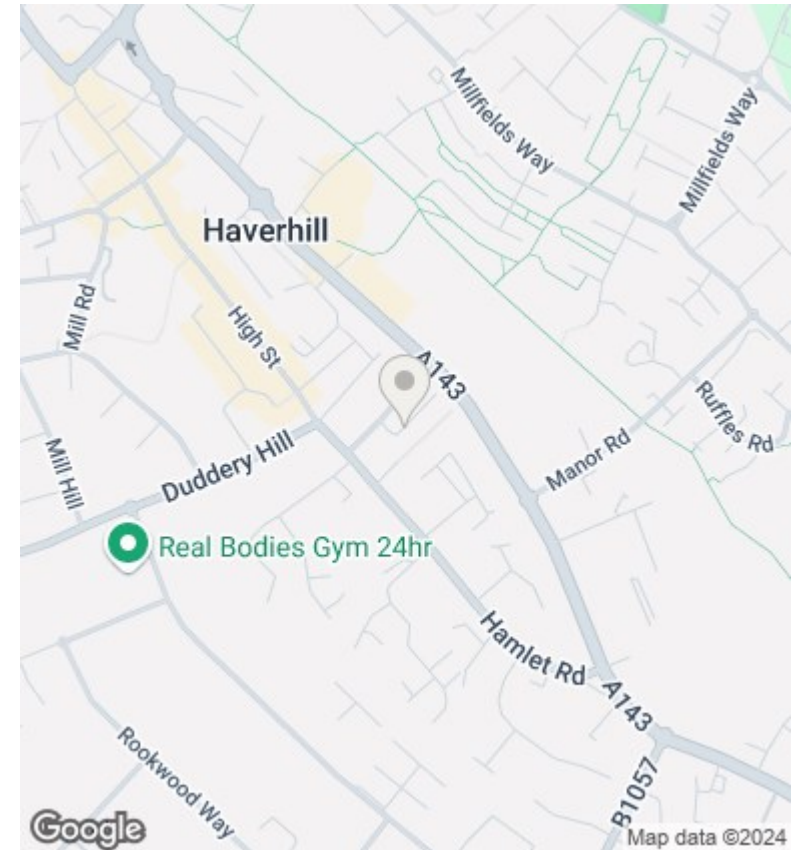 Millfields Way
Millfields Way
Haverhill
Mill Rd
High St
A143
Ruffles Rd
Manor Rd
Duddery Hill
Mill Hill
Real Bodies Gym 24hr
Hamlet Rd
A143
Rookwood Way
B1057
Google
Map data ©2024